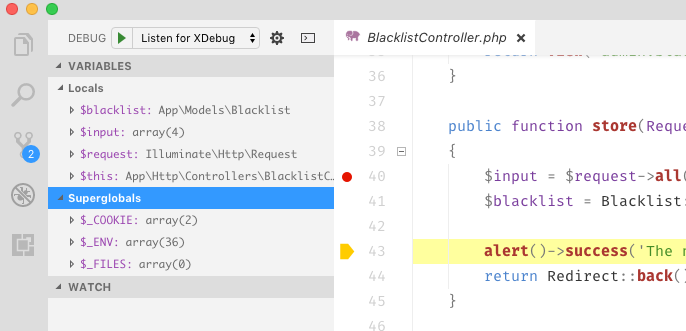 DEBUG Listen for XDebug
BlacklistController.php
VARIABLES
Locals
$blacklist: App\Models\Blacklist
$input: array(4)
$request: Illuminate\Http\Request
$this: App\Http\Controllers\BlacklistC...
Superglobals
$_COOKIE: array(2)
$_ENV: array(36)
$_FILES: array(0)
WATCH
2
36 }
37
38 public function store(Reque
39 {
40 $input = $request->all(
41 $blacklist = Blacklist:
43 alert()->success('The
44 return Redirect::back()
45 }
46